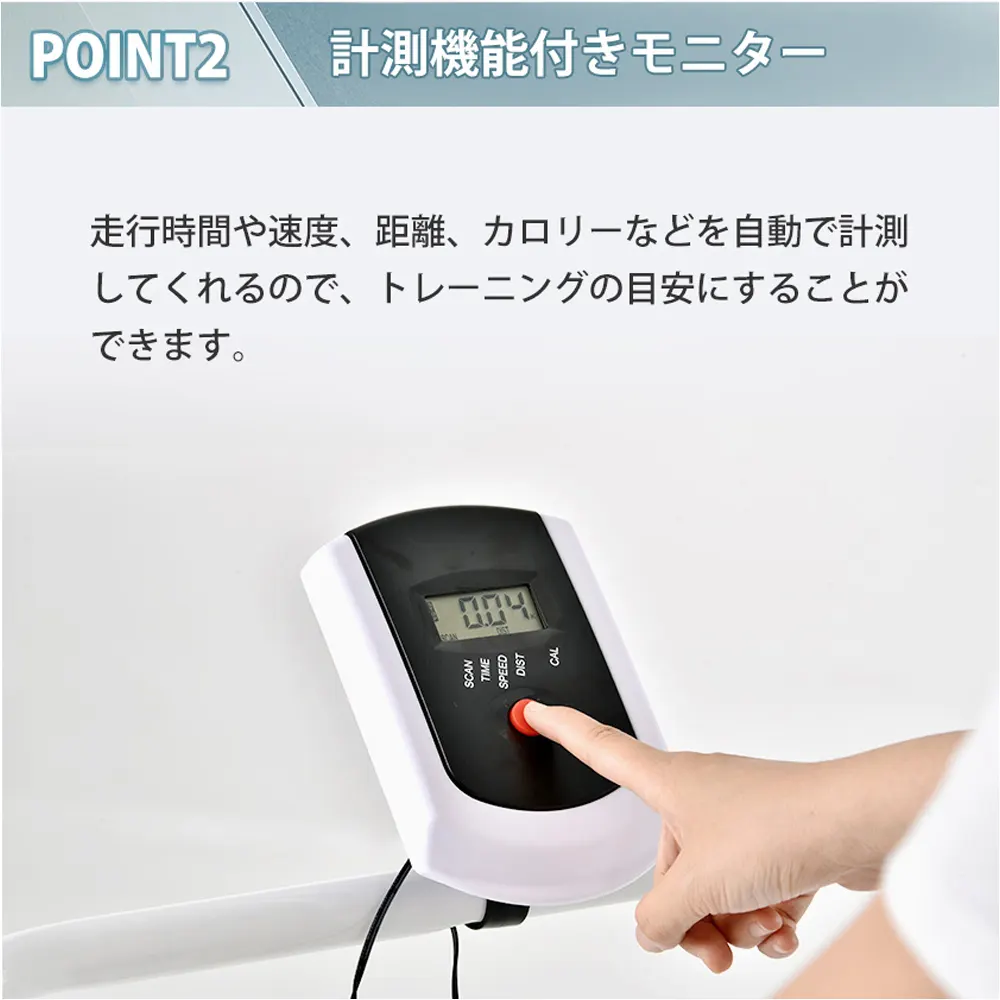 POINT2
計測機能付きモニター
走行時間や速度、距離、カロリーなどを自動で計測
してくれるので、トレーニングの目安にすることが
できます。
0.04
SCAN
DIST
SCAN
TIME
SPEED
DIST
CAL